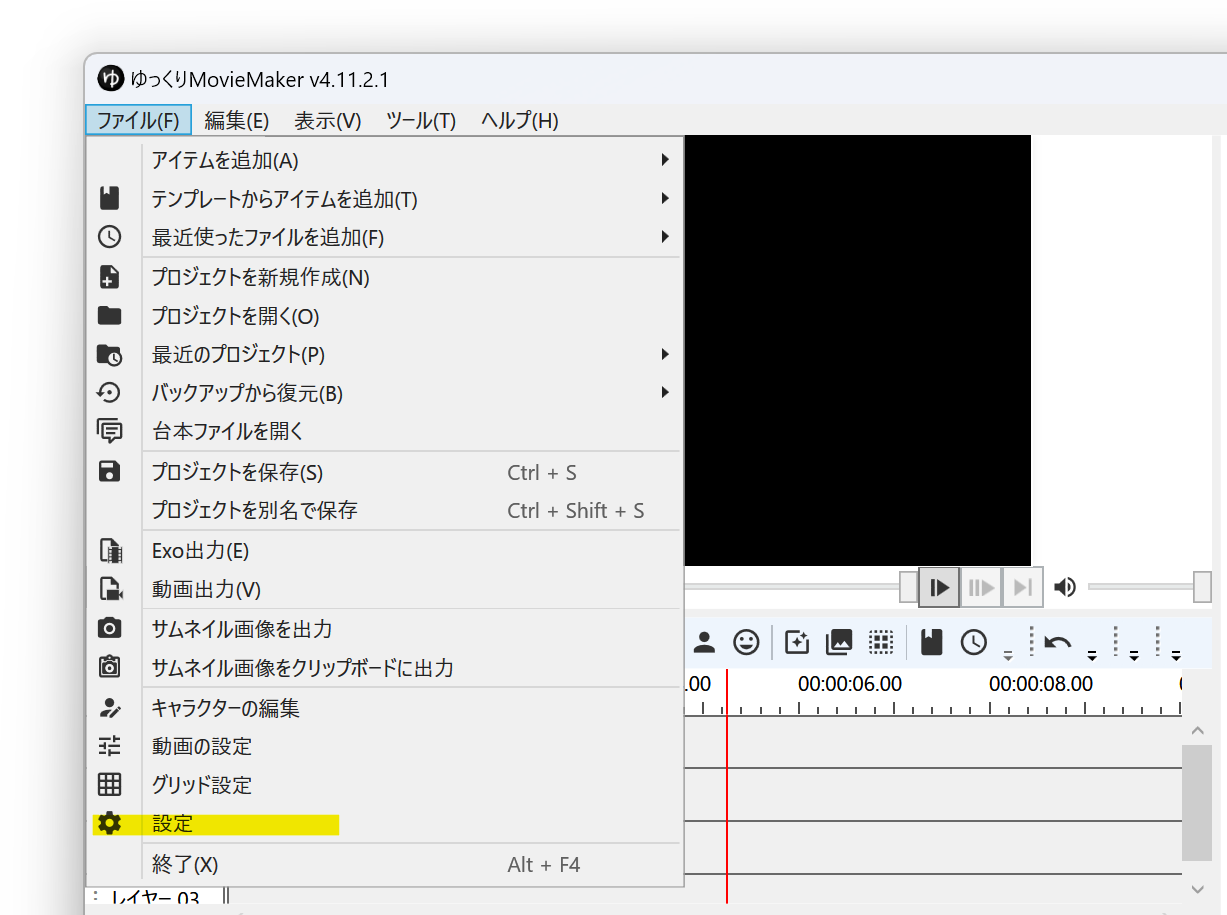 ゆ ゆっくりMovieMaker v4.11.2.1
ファイル(F) 編集(E) 表示(V) ツール(T) ヘルプ(H)
アイテムを追加(A)
テンプレートからアイテムを追加(T)
最近使ったファイルを追加(F)
プロジェクトを新規作成(N)
プロジェクトを開く(O)
最近のプロジェクト(P)
バックアップから復元(B)
台本ファイルを開く
プロジェクトを保存(S) Ctrl + S
プロジェクトを別名で保存 Ctrl + Shift + S
Exo出力(E)
動画出力(V)
サムネイル画像を出力
サムネイル画像をクリップボードに出力
キャラクターの編集
動画の設定
グリッド設定
設定
終了(X) Alt + F4
.00 00:00:06.00 00:00:08.00
レイヤー 03